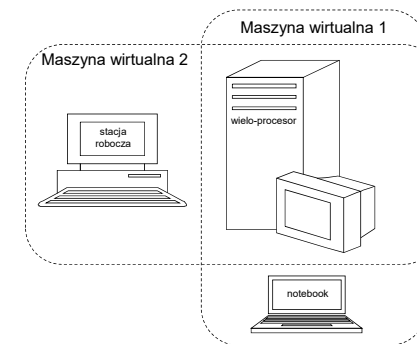 Maszyna wirtualna 1
Maszyna wirtualna 2
wielo-procesor
stacja
robocza
notebook